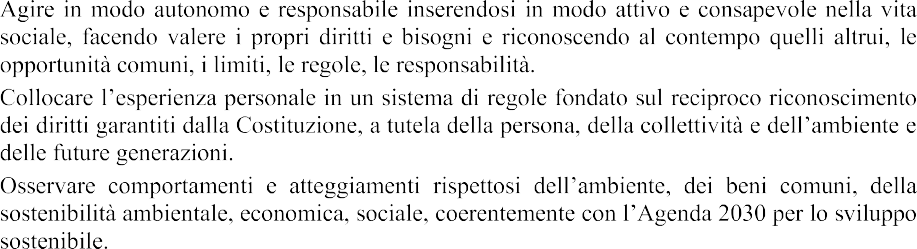 Agire in modo autonomo e responsabile inserendosi in modo attivo e consapevole nella vita
sociale, facendo valere i propri diritti e bisogni e riconoscendo al contempo quelli altrui, le
opportunità comuni, i limiti, le regole, le responsabilità.
Collocare l’esperienza personale in un sistema di regole fondato sul reciproco riconoscimento
dei diritti garantiti dalla Costituzione, a tutela della persona, della collettività e dell’ambiente e
delle future generazioni.
Osservare comportamenti e atteggiamenti rispettosi dell’ambiente, dei beni comuni, della
sostenibilità ambientale, economica, sociale, coerentemente con l’Agenda 2030 per lo sviluppo
sostenibile.